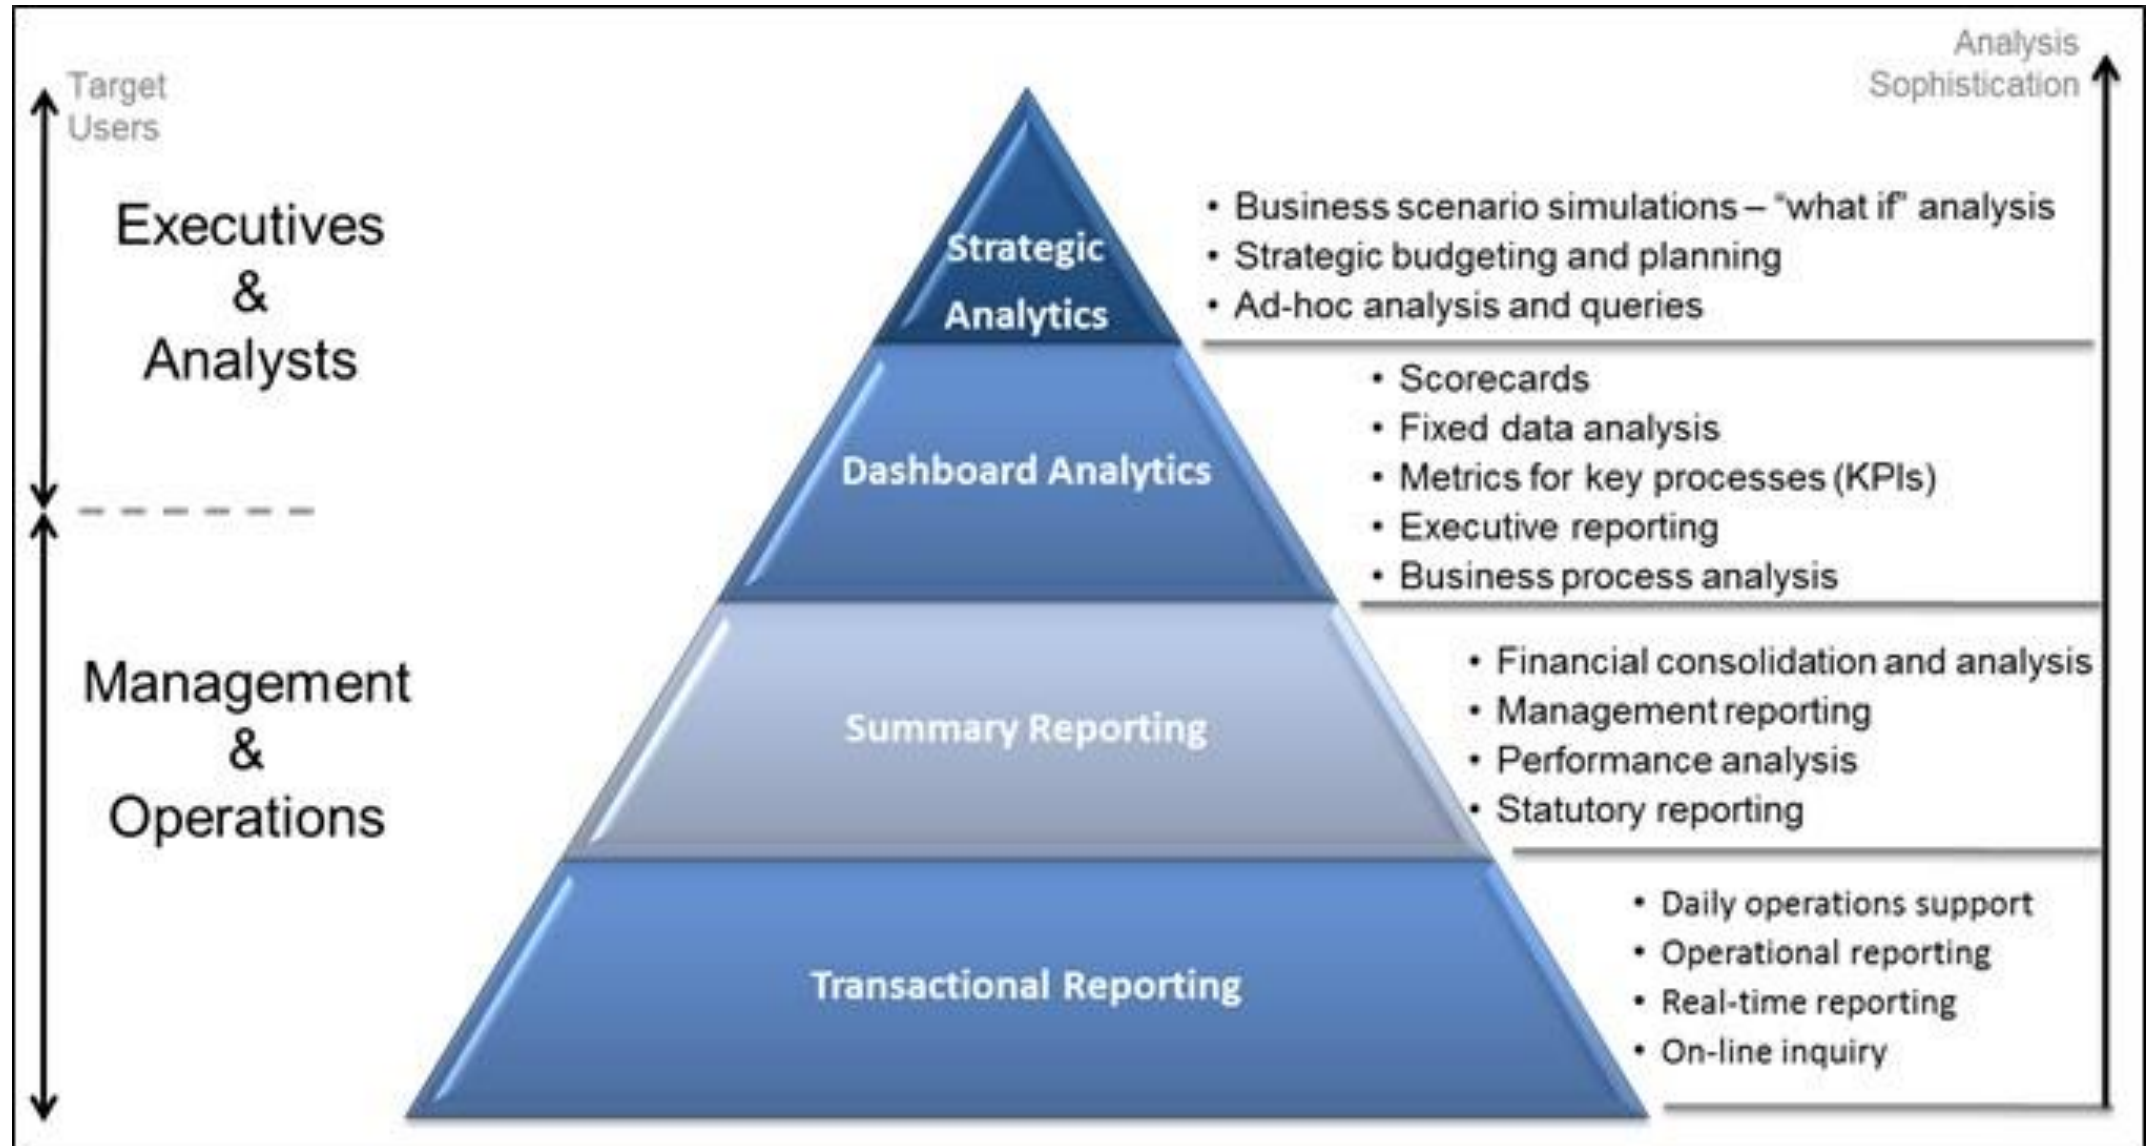 Target
Users
Analysis
Sophistication
Executives
&
Analysts
Management
&
Operations
Strategic
Analytics
Dashboard Analytics
Summary Reporting
Transactional Reporting
• Business scenario simulations – “what if” analysis
• Strategic budgeting and planning
• Ad-hoc analysis and queries
• Scorecards
• Fixed data analysis
• Metrics for key processes (KPIs)
• Executive reporting
• Business process analysis
• Financial consolidation and analysis
• Management reporting
• Performance analysis
• Statutory reporting
• Daily operations support
• Operational reporting
• Real-time reporting
• On-line inquiry